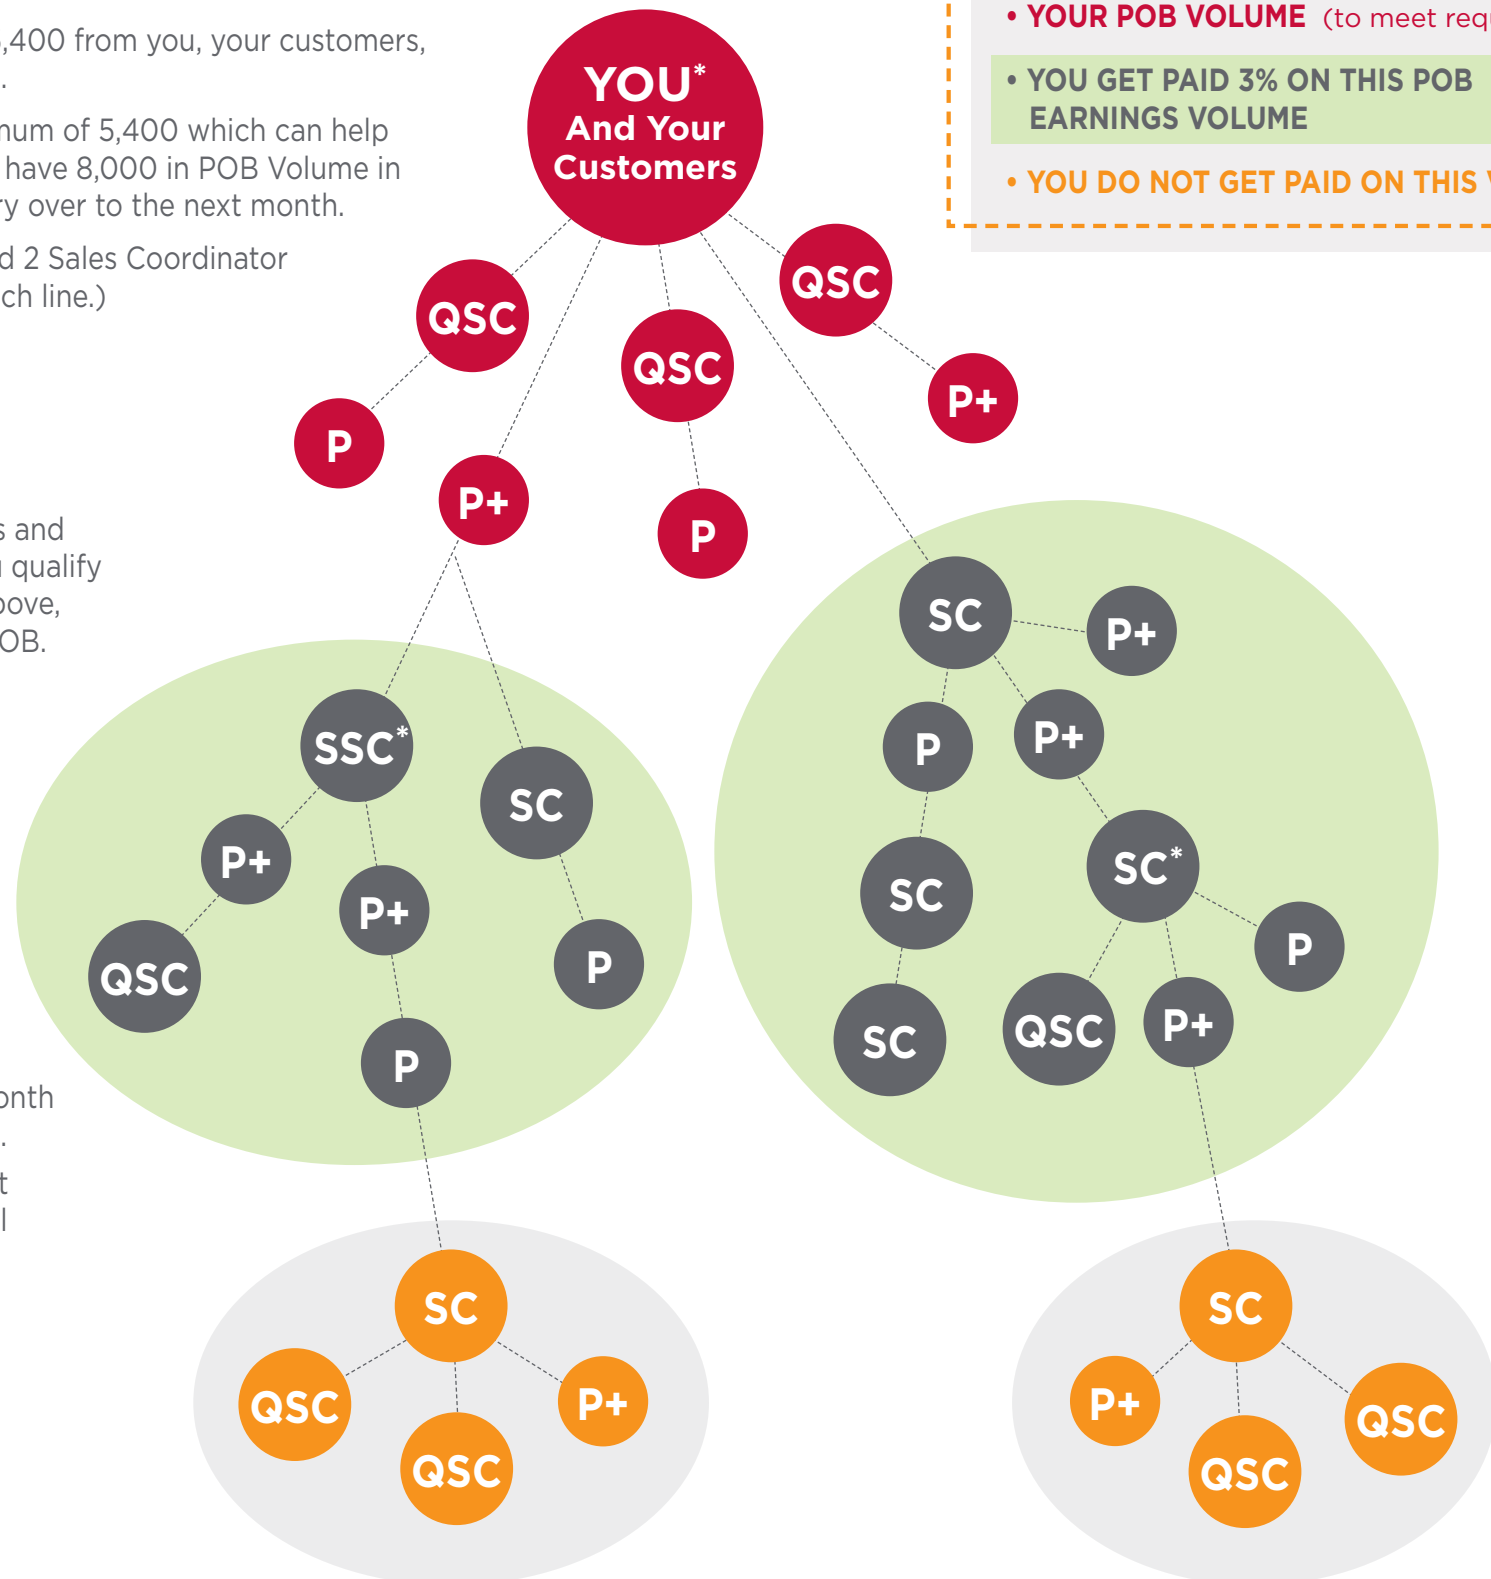 ,400 from you, your customers,
.
num of 5,400 which can help
have 8,000 in POB Volume in
ry over to the next month.
d 2 Sales Coordinator
ch line.)
s and
qualify
bove,
OB.
onth
.
t
l
YOU*
And Your
Customers
• YOUR POB VOLUME (to meet requ
• YOU GET PAID 3% ON THIS POB
EARNINGS VOLUME
• YOU DO NOT GET PAID ON THIS V
QSC
QSC
QSC
P
P+
P+
P
SC
P+
SSC*
SC
P
P+
P+
P+
SC
SC*
QSC
P
P
P
SC
QSC
P+
SC
SC
QSC
QSC
P+
P+
QSC
QSC